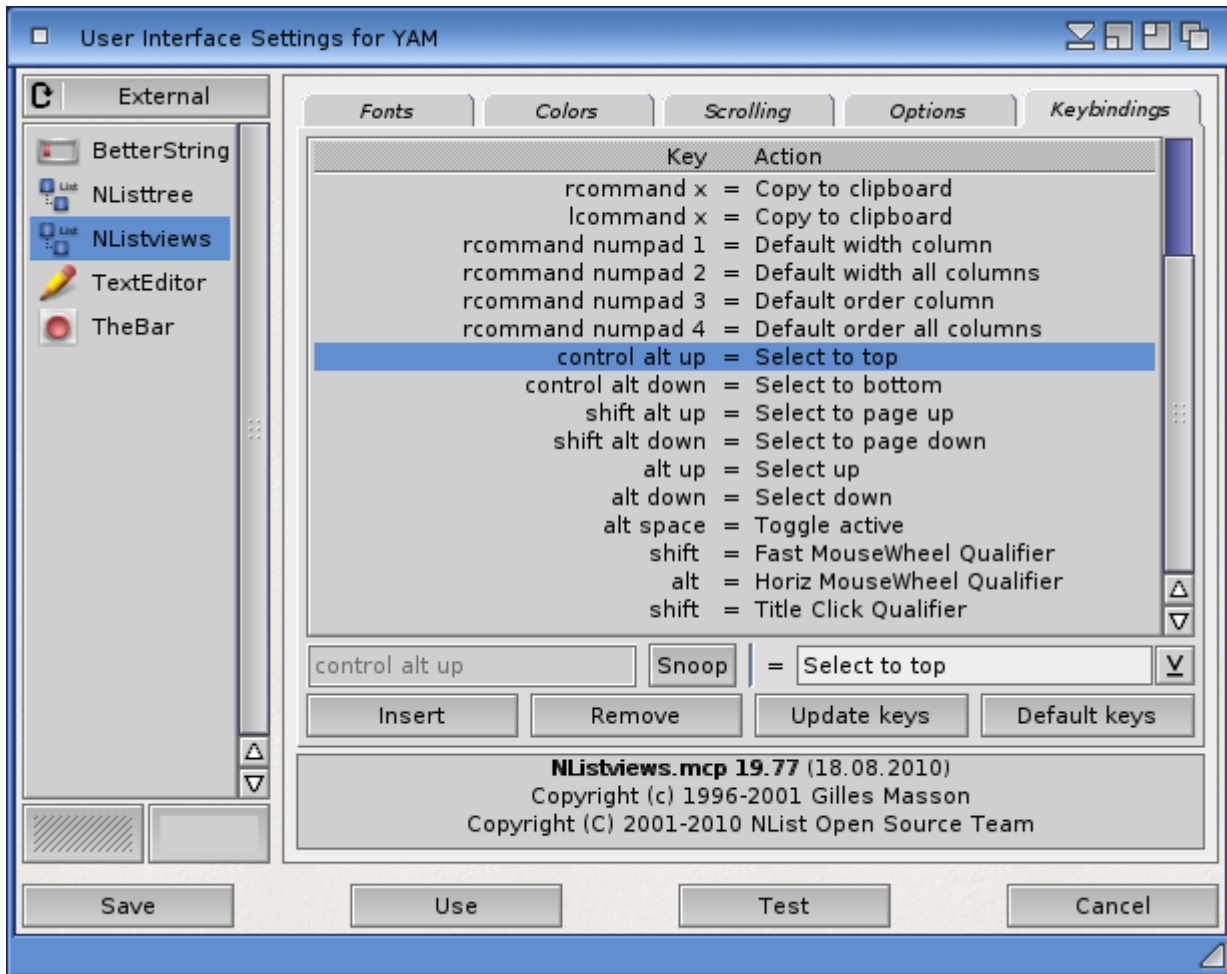 User Interface Settings for YAM
External
BetterString
NListtree
NListviews
TextEditor
TheBar
Fonts
Colors
Scrolling
Options
Keybindings
Key Action
rcommand x = Copy to clipboard
lcommand x = Copy to clipboard
rcommand numpad 1 = Default width column
rcommand numpad 2 = Default width all columns
rcommand numpad 3 = Default order column
rcommand numpad 4 = Default order all columns
control alt up = Select to top
control alt down = Select to bottom
shift alt up = Select to page up
shift alt down = Select to page down
alt up = Select up
alt down = Select down
alt space = Toggle active
shift = Fast MouseWheel Qualifier
alt = Horiz MouseWheel Qualifier
shift = Title Click Qualifier
control alt up Snoop = Select to top
Insert Remove Update keys Default keys
NListviews.mcp 19.77 (18.08.2010)
Copyright (c) 1996-2001 Gilles Masson
Copyright (C) 2001-2010 NList Open Source Team
Save Use Test Cancel